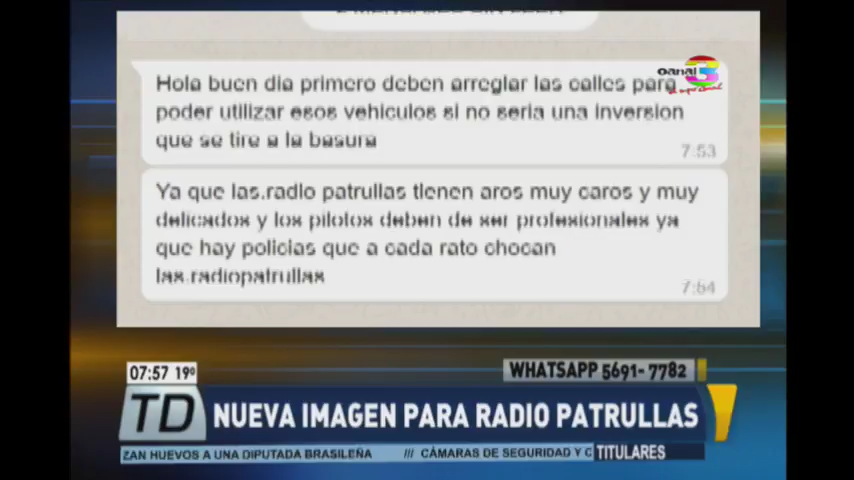 Hola buen dia primero deben arreglar las calles para
poder utilizar esos vehiculos si no seria una inversion
que se tire a la basura
7:53
Ya que las.radio patrullas tienen aros muy caros y muy
delicados y los pilotos deben de ser profesionales ya
que hay policias que a cada rato chocan
las.radiopatrullas
7:54
canal 3
07:57 19º
WHATSAPP 5691-7782
TD NUEVA IMAGEN PARA RADIO PATRULLAS
ZAN HUEVOS A UNA DIPUTADA BRASILEÑA /// CÁMARAS DE SEGURIDAD Y C TITULARES